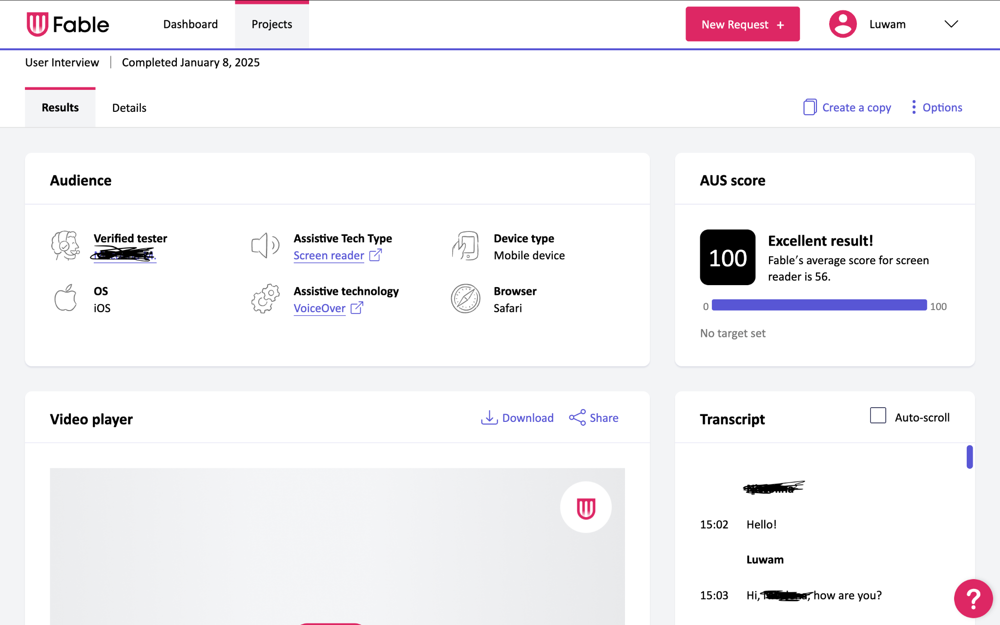 Fable
Dashboard
Projects
New Request +
Luwam
User Interview
Completed January 8, 2025
Results
Details
Create a copy
Options
Audience
Verified tester
Assistive Tech Type
Screen reader
Device type
Mobile device
OS
iOS
Assistive technology
VoiceOver
Browser
Safari
AUS score
100
Excellent result!
Fable's average score for screen
reader is 56.
0
100
No target set
Video player
Download
Share
Transcript
Auto-scroll
15:02 Hello!
Luwam
15:03 Hi, how are you?
?